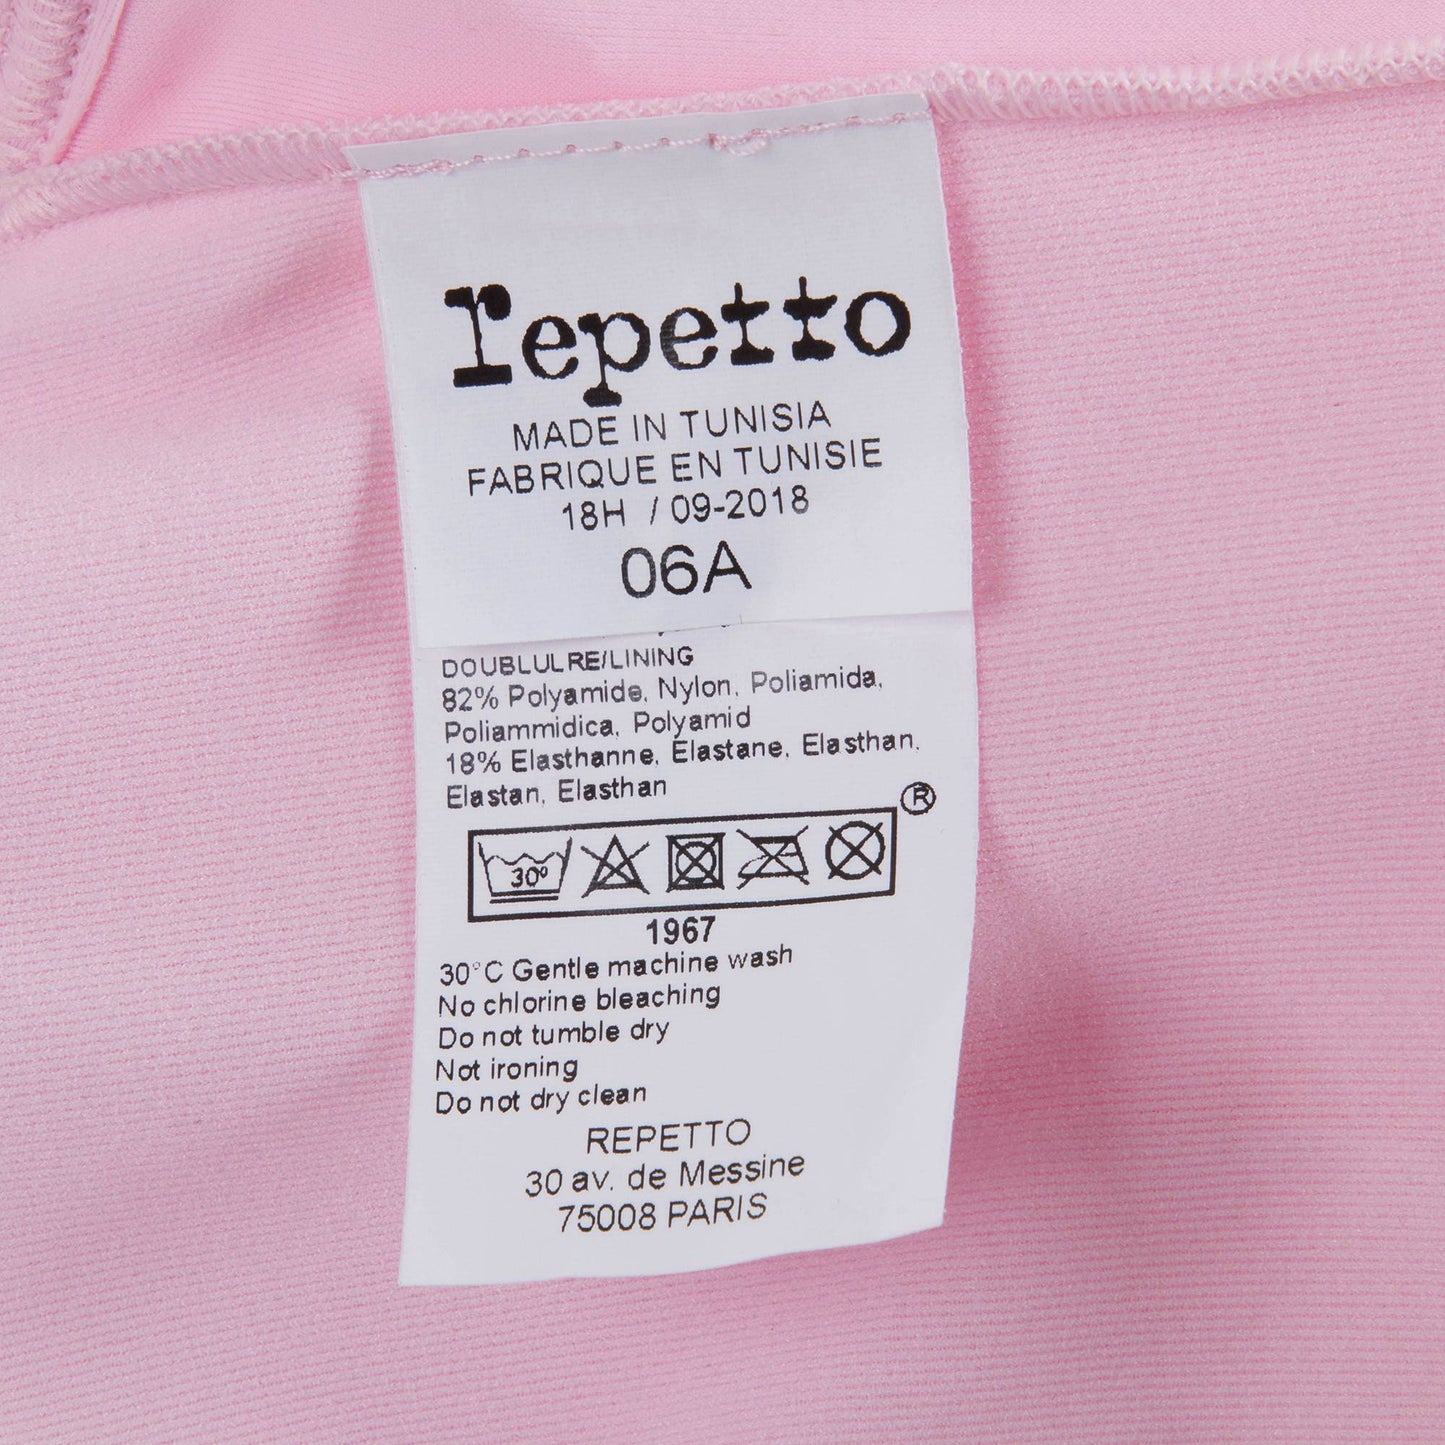 repetto
MADE IN TUNISIA
FABRIQUE EN TUNISIE
18H / 09-2018
06A
DOUBLULRE/LINING
82% Polyamide, Nylon, Poliamida,
Poliammidica, Polyamid
18% Elasthanne, Elastane, Elasthan,
Elastan, Elasthan
®
30°
1967
30°C Gentle machine wash
No chlorine bleaching
Do not tumble dry
Not ironing
Do not dry clean
REPETTO
30 av. de Messine
75008 PARIS